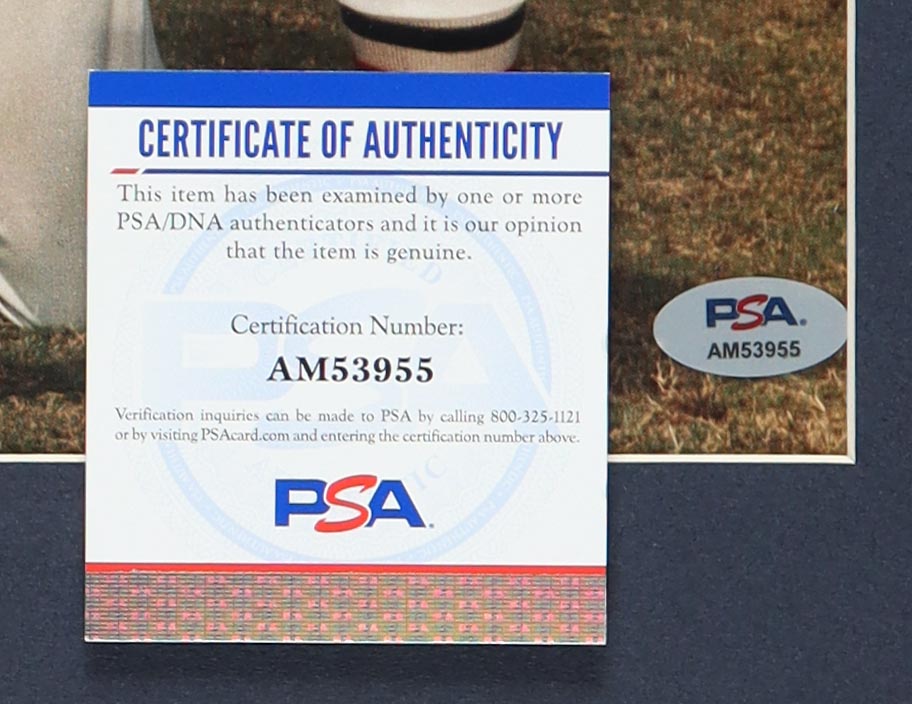 CERTIFICATE OF AUTHENTICITY
This item has been examined by one or more
PSA/DNA authenticators and it is our opinion
that the item is genuine.
Certification Number:
AM53955
Verification inquiries can be made to PSA by calling 800-325-1121
or by visiting PSAcard.com and entering the certification number above.
PSA
PSA
AM53955